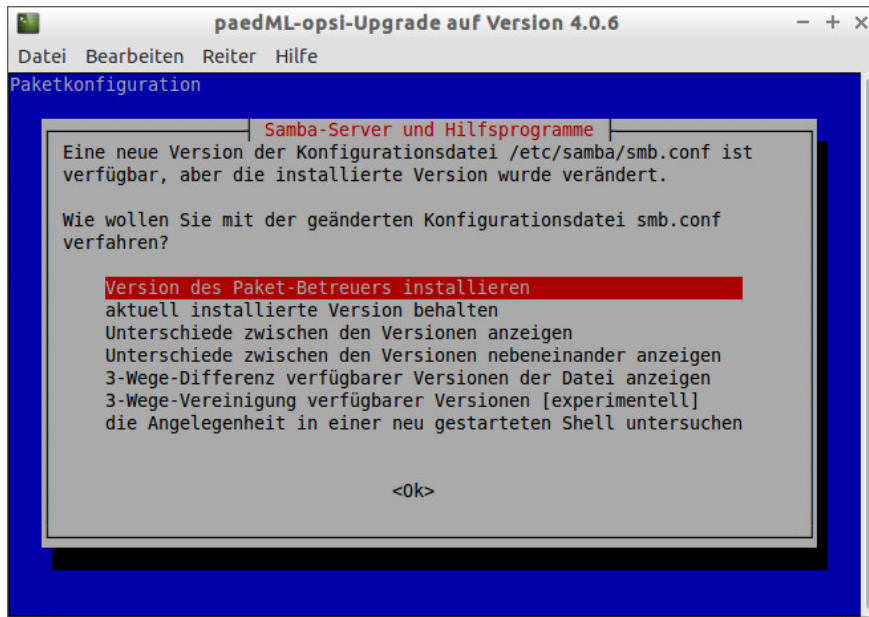 paedML-opsi-Upgrade auf Version 4.0.6
Datei Bearbeiten Reiter Hilfe
Paketkonfiguration
Samba-Server und Hilfsprogramme
Eine neue Version der Konfigurationsdatei /etc/samba/smb.conf ist
verfügbar, aber die installierte Version wurde verändert.
Wie wollen Sie mit der geänderten Konfigurationsdatei smb.conf
verfahren?
Version des Paket-Betreuers installieren
aktuell installierte Version behalten
Unterschiede zwischen den Versionen anzeigen
Unterschiede zwischen den Versionen nebeneinander anzeigen
3-Wege-Differenz verfügbarer Versionen der Datei anzeigen
3-Wege-Vereinigung verfügbarer Versionen [experimentell]
die Angelegenheit in einer neu gestarteten Shell untersuchen
<Ok>